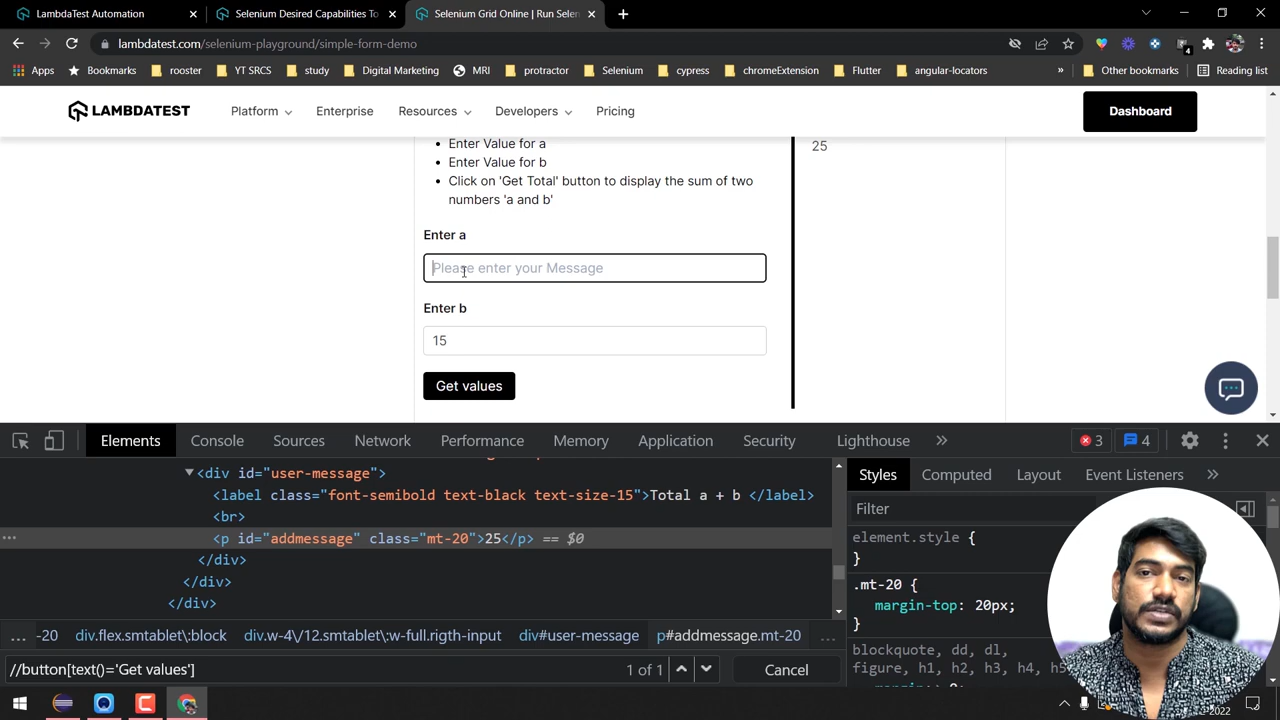 LambdaTest Automation
Selenium Desired Capabilities To
Selenium Grid Online | Run Selen
lambdatest.com/selenium-playground/simple-form-demo
Apps
Bookmarks
rooster
YT SRCS
study
Digital Marketing
MRI
protractor
Selenium
cypress
chromeExtension
Flutter
angular-locators
»
Other bookmarks
Reading list
LAMBDATEST
Platform
Enterprise
Resources
Developers
Pricing
Dashboard
• Enter Value for a
• Enter Value for b
• Click on 'Get Total' button to display the sum of two
numbers 'a and b'
25
Enter a
Please enter your Message
Enter b
15
Get values
Elements
Console
Sources
Network
Performance
Memory
Application
Security
Lighthouse
»
3
4
<div id="user-message">
<label class="font-semibold text-black text-size-15">Total a + b </label>
<br>
<p id="addmessage" class="mt-20">25</p> == $0
</div>
</div>
</div>
... -20 div.flex.smtablet\:block div.w-4\/12.smtablet\:w-full.rigth-input div#user-message p#addmessage.mt-20 ...
//button[text()='Get values']
1 of 1
Cancel
Styles
Computed
Layout
Event Listeners
»
Filter
element.style {
}
.mt-20 {
margin-top: 20px;
}
blockquote, dd, dl,
figure, h1, h2, h3, h4, h5
2022